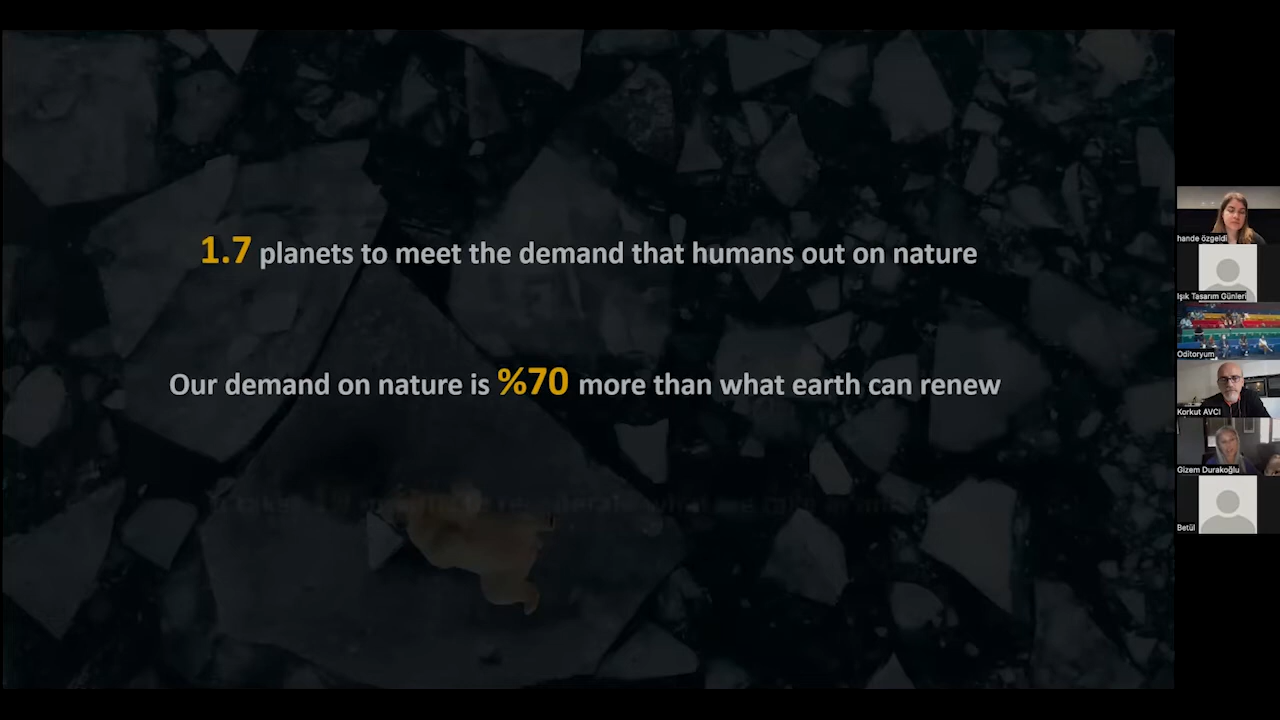 1.7 planets to meet the demand that humans out on nature
Our demand on nature is %70 more than what earth can renew
hande özgeldi
Işık Tasarım Günleri
Oditoryum
Korkut AVCI
Gizem Durakoğlu
Betül